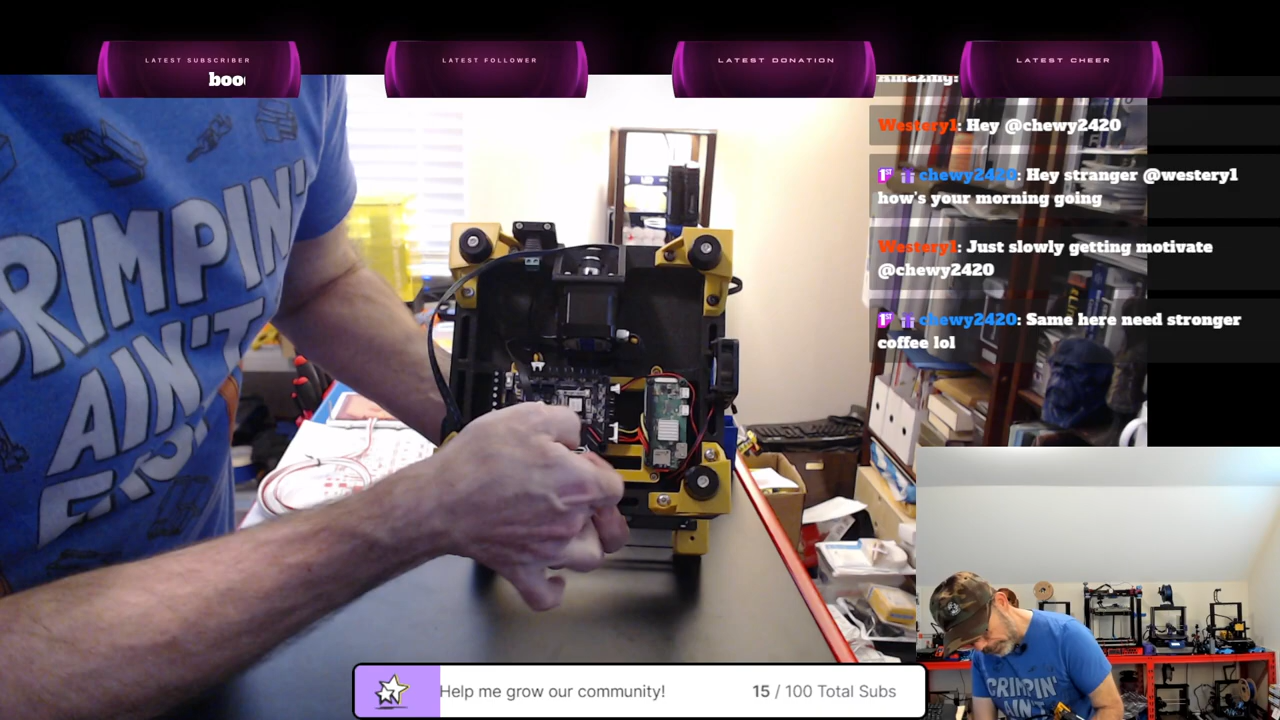 LATEST SUBSCRIBER
boo
LATEST FOLLOWER
LATEST DONATION
LATEST CHEER
Westery1: Hey @chewy2420
1ST chewy2420: Hey stranger @westery1
how's your morning going
Westery1: Just slowly getting motivate
@chewy2420
1ST chewy2420: Same here need stronger
coffee lol
CRIMPIN'
AIN'T
Help me grow our community!
15 / 100 Total Subs
CRIMPIN'
AIN'T